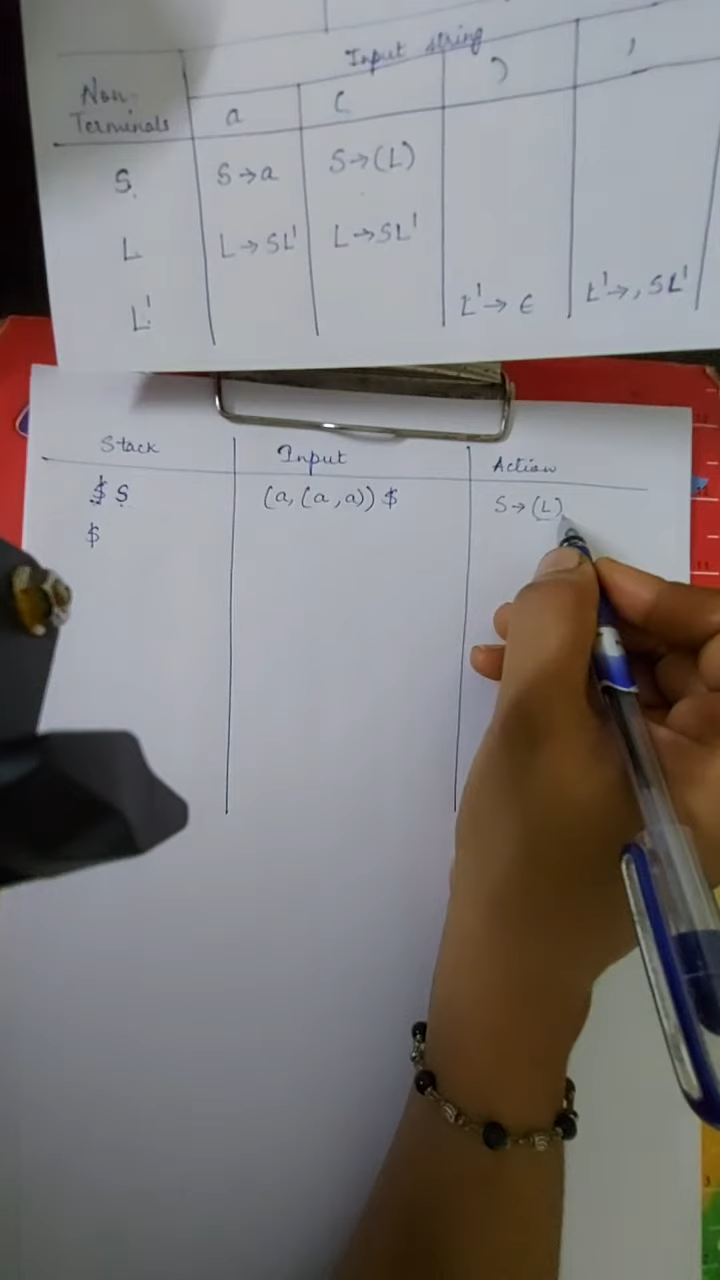 Input string
Non-
Terminals
a ( ) ,
S S→a S→(L)
L L→SL' L→SL'
L' L'→ϵ L'→,SL'
Stack Input Action
$ S (a,(a,a))$ S→(L)
$